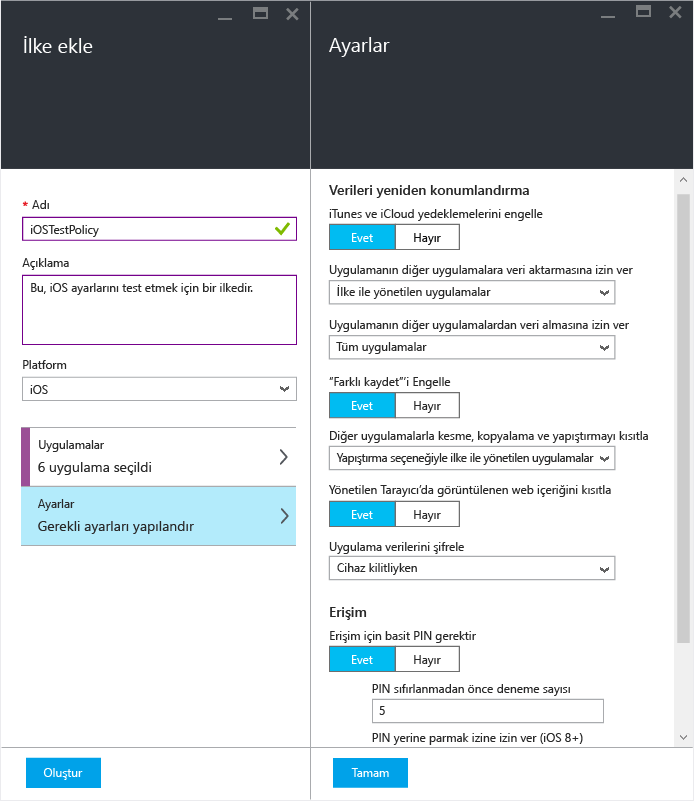 İlke ekle
* Adı
iOSTestPolicy
Açıklama
Bu, iOS ayarlarını test etmek için bir ilkedir.
Platform
iOS
Uygulamalar
6 uygulama seçildi
Ayarlar
Gerekli ayarları yapılandır
Oluştur
Ayarlar
Verileri yeniden konumlandırma
iTunes ve iCloud yedeklemelerini engelle
Evet Hayır
Uygulamanın diğer uygulamalara veri aktarmasına izin ver
İlke ile yönetilen uygulamalar
Uygulamanın diğer uygulamalardan veri almasına izin ver
Tüm uygulamalar
“Farklı kaydet”’i Engelle
Evet Hayır
Diğer uygulamalarla kesme, kopyalama ve yapıştırmayı kısıtla
Yapıştırma seçeneğiyle ilke ile yönetilen uygulamalar
Yönetilen Tarayıcı’da görüntülenen web içeriğini kısıtla
Evet Hayır
Uygulama verilerini şifrele
Cihaz kilitliyken
Erişim
Erişim için basit PIN gerektir
Evet Hayır
PIN sıfırlanmadan önce deneme sayısı
5
PIN yerine parmak izine izin ver (iOS 8+)
Tamam